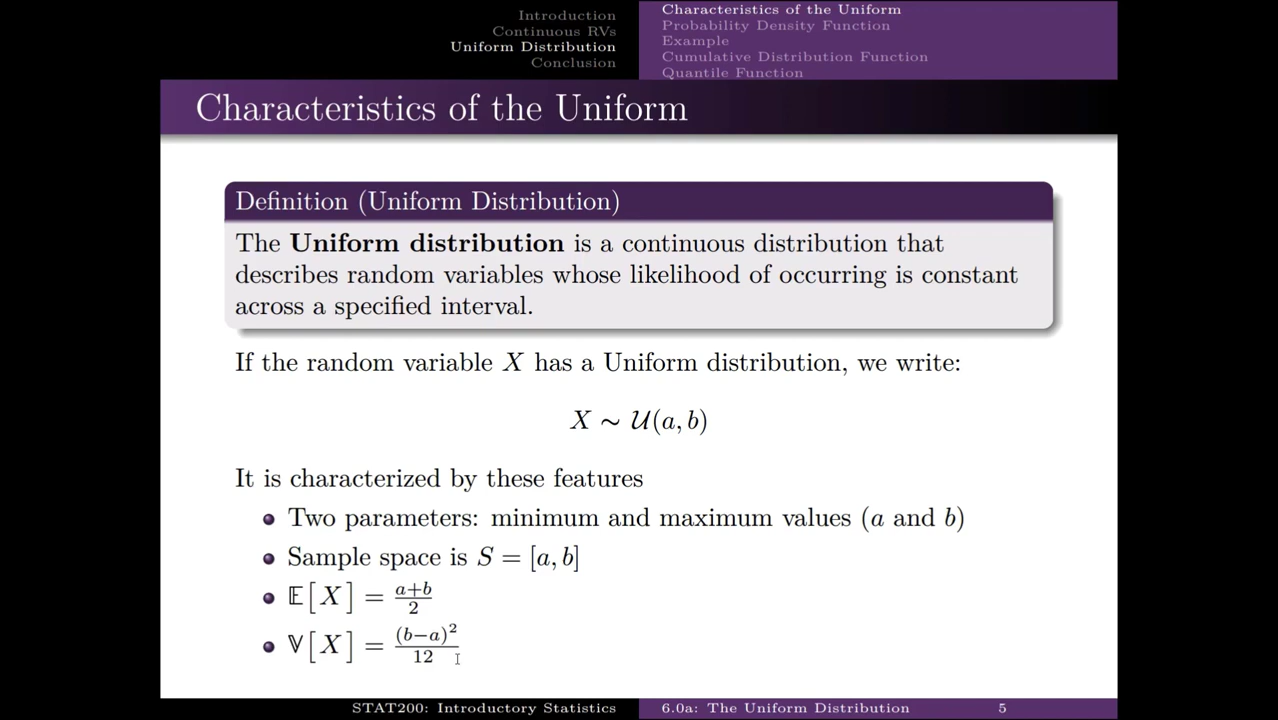 Introduction
Continuous RVs
Uniform Distribution
Conclusion
Characteristics of the Uniform
Probability Density Function
Example
Cumulative Distribution Function
Quantile Function
Characteristics of the Uniform
Definition (Uniform Distribution)
The Uniform distribution is a continuous distribution that
describes random variables whose likelihood of occurring is constant
across a specified interval.
If the random variable X has a Uniform distribution, we write:
X ∼ 𝒰(a, b)
It is characterized by these features
Two parameters: minimum and maximum values (a and b)
Sample space is S = [a, b]
𝔼[X] = (a+b)/2
𝕍[X] = (b−a)²/12
STAT200: Introductory Statistics
6.0a: The Uniform Distribution
5